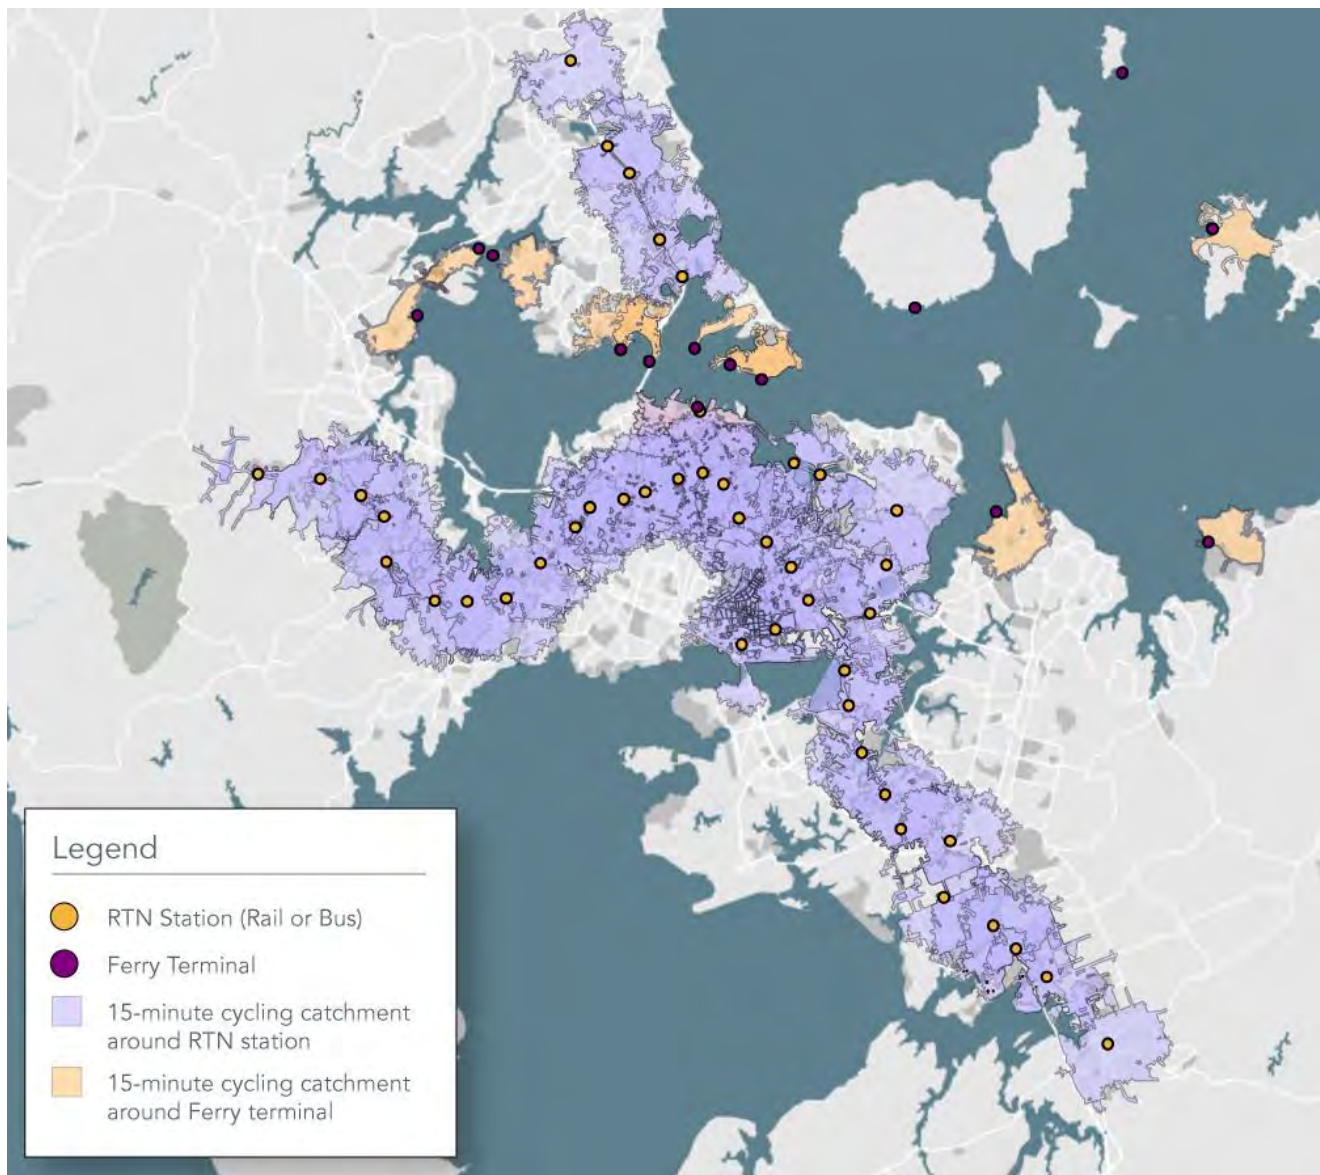 Legend
RTN Station (Rail or Bus)
Ferry Terminal
15-minute cycling catchment
around RTN station
15-minute cycling catchment
around Ferry terminal